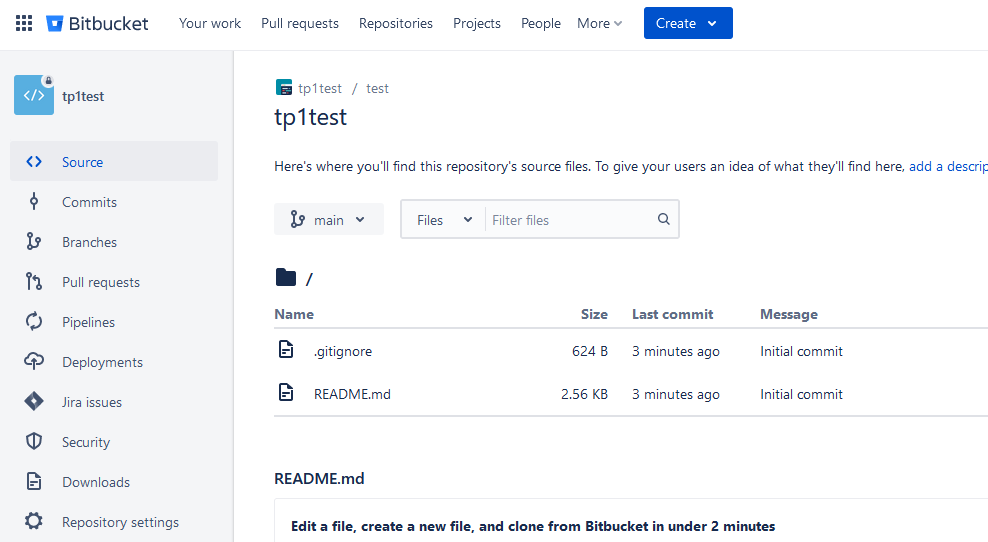 Bitbucket Your work Pull requests Repositories Projects People More Create
tp1test
Source
Commits
Branches
Pull requests
Pipelines
Deployments
Jira issues
Security
Downloads
Repository settings
tp1test / test
tp1test
Here's where you'll find this repository's source files. To give your users an idea of what they'll find here, add a descrip
main Files Filter files
/
Name Size Last commit Message
.gitignore 624 B 3 minutes ago Initial commit
README.md 2.56 KB 3 minutes ago Initial commit
README.md
Edit a file, create a new file, and clone from Bitbucket in under 2 minutes